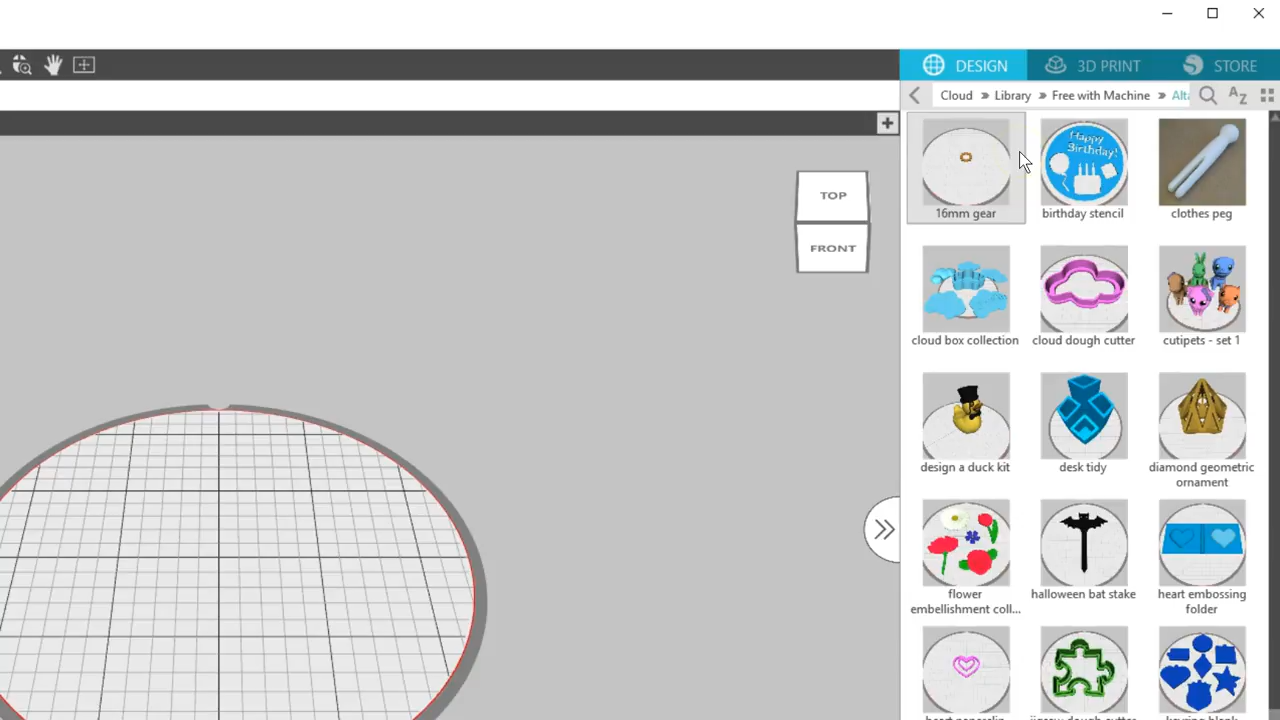 DESIGN
3D PRINT
STORE
Cloud » Library » Free with Machine » Alta
TOP
FRONT
Happy
Birthday!
16mm gear
birthday stencil
clothes peg
cloud box collection
cloud dough cutter
cutipets - set 1
design a duck kit
desk tidy
diamond geometric
ornament
flower
embellishment coll...
halloween bat stake
heart embossing
folder